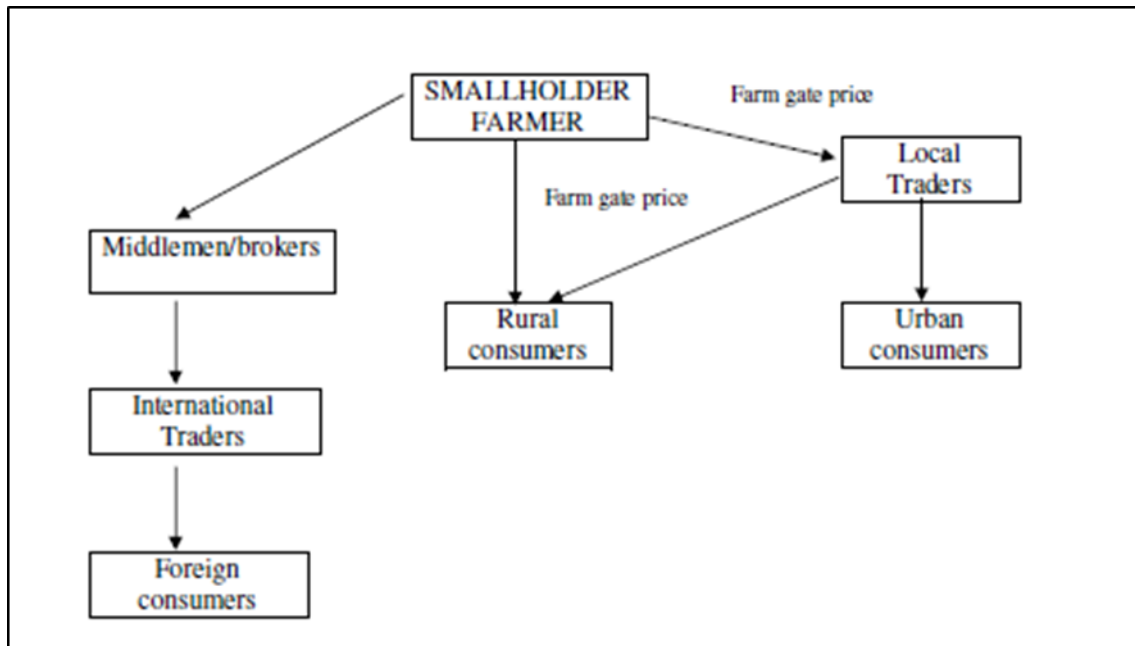 SMALLHOLDER
FARMER
Farm gate price
Local
Traders
Farm gate price
Middlemen/brokers
Rural
consumers
Urban
consumers
International
Traders
Foreign
consumers